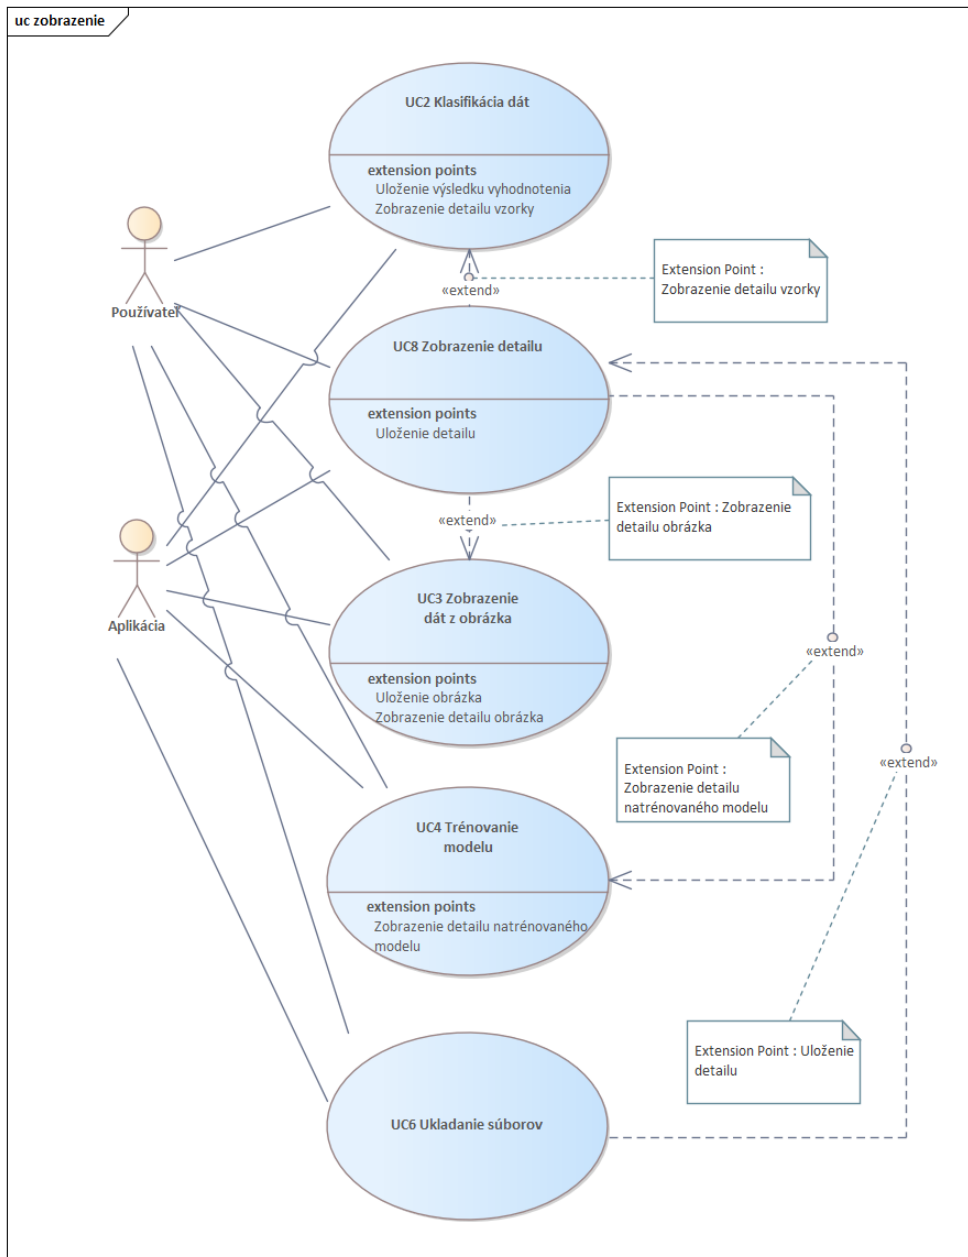 uc zobrazenie
UC2 Klasifikácia dát
extension points
Uloženie výsledku vyhodnotenia
Zobrazenie detailu vzorky
Používateľ
«extend»
Extension Point :
Zobrazenie detailu vzorky
UC8 Zobrazenie detailu
extension points
Uloženie detailu
«extend»
Extension Point : Zobrazenie
detailu obrázka
Aplikácia
UC3 Zobrazenie
dát z obrázka
extension points
Uloženie obrázka
Zobrazenie detailu obrázka
«extend»
Extension Point :
Zobrazenie detailu
natrénovaného modelu
«extend»
UC4 Trénovanie
modelu
extension points
Zobrazenie detailu natrénovaného
modelu
Extension Point : Uloženie
detailu
UC6 Ukladanie súborov